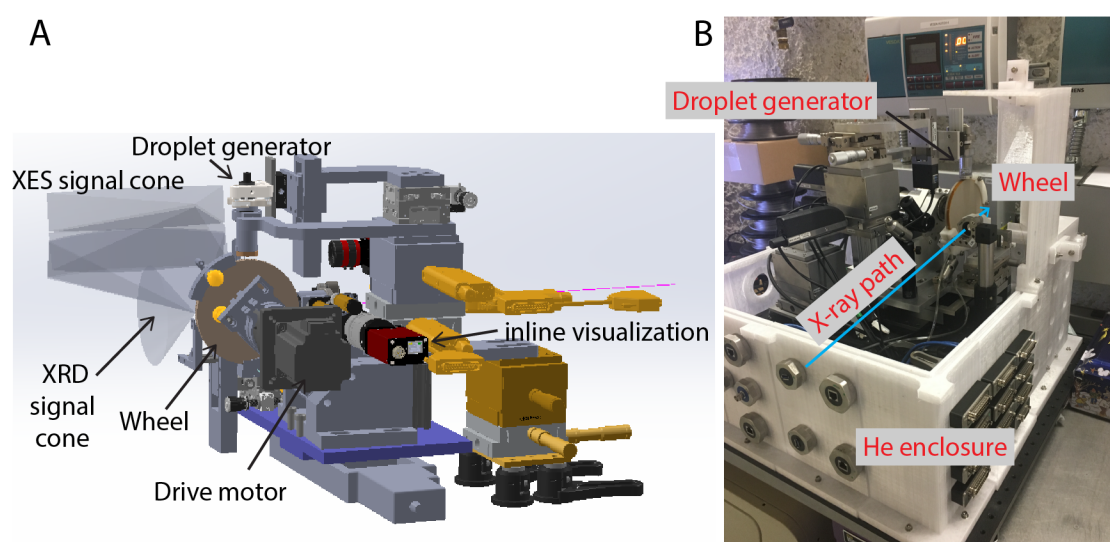 A
B
Droplet generator
XES signal cone
XRD
signal
cone
Wheel
Drive motor
inline visualization
Droplet generator
Wheel
X-ray path
He enclosure